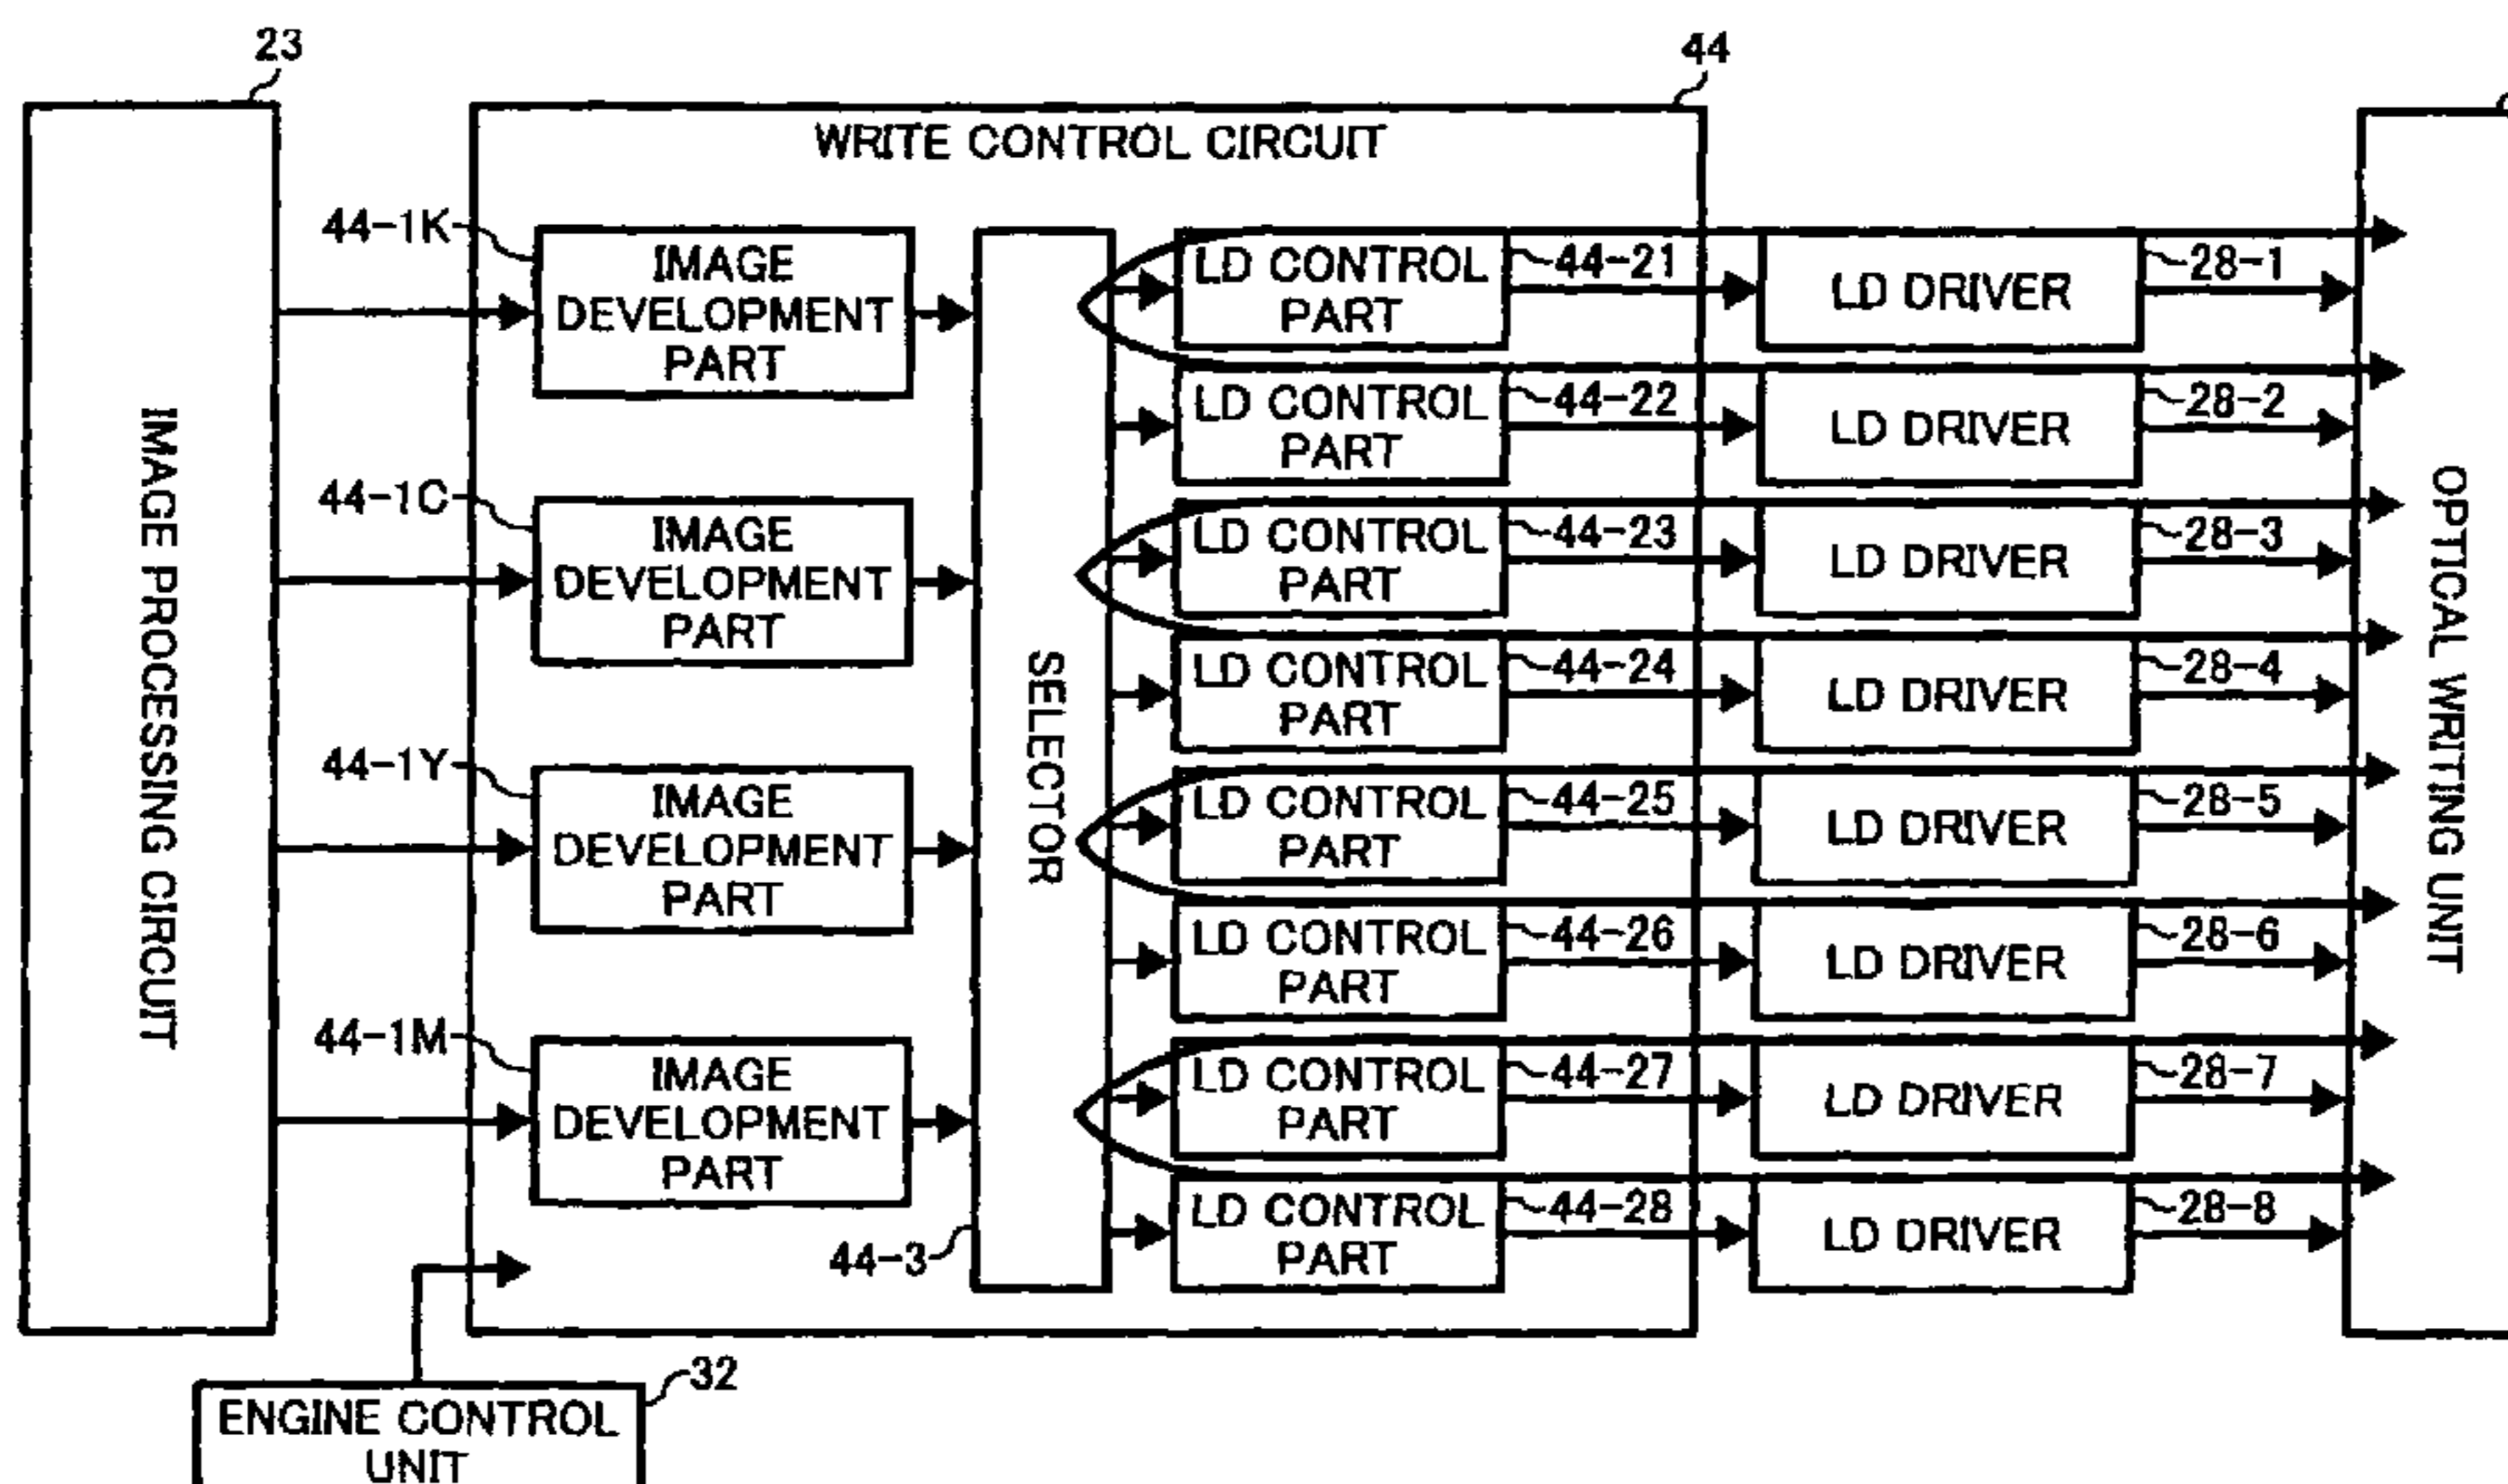 23
44
WRITE CONTROL CIRCUIT
IMAGE PROCESSING CIRCUIT
44-1K
IMAGE
DEVELOPMENT
PART
44-1C
IMAGE
DEVELOPMENT
PART
44-1Y
IMAGE
DEVELOPMENT
PART
44-1M
IMAGE
DEVELOPMENT
PART
SELECTOR
44-3
LD CONTROL
PART
44-21
LD DRIVER
28-1
LD CONTROL
PART
44-22
LD DRIVER
28-2
LD CONTROL
PART
44-23
LD DRIVER
28-3
LD CONTROL
PART
44-24
LD DRIVER
28-4
LD CONTROL
PART
44-25
LD DRIVER
28-5
LD CONTROL
PART
44-26
LD DRIVER
28-6
LD CONTROL
PART
44-27
LD DRIVER
28-7
LD CONTROL
PART
44-28
LD DRIVER
28-8
OPTICAL WRITING UNIT
32
ENGINE CONTROL
UNIT